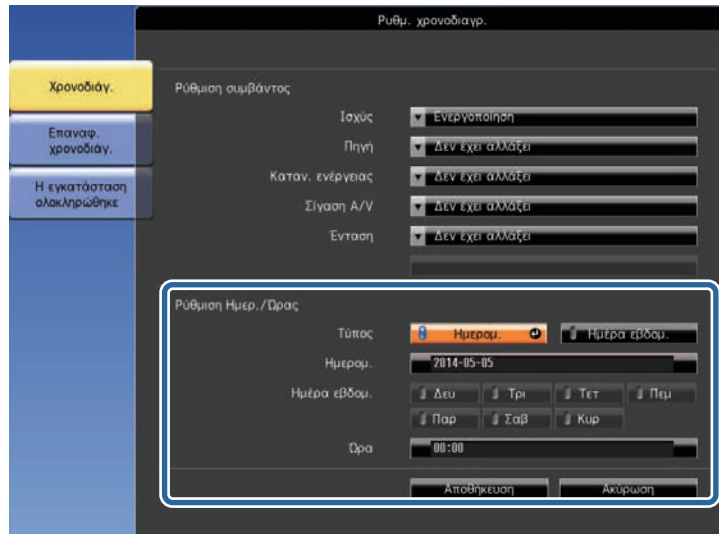 Ρυθμ. χρονοδιαγρ.
Χρονοδιάγ.
Επαναφ.
χρονοδιάγ.
Η εγκατάσταση
ολοκληρώθηκε
Ρύθμιση συμβάντος
Ισχύς Ενεργοποίηση
Πηγή Δεν έχει αλλάξει
Καταν. ενέργειας Δεν έχει αλλάξει
Σίγαση A/V Δεν έχει αλλάξει
Ένταση Δεν έχει αλλάξει
Ρύθμιση Ημερ./Ώρας
Τύπος Ημερομ. Ημέρα εβδομ.
Ημερομ. 2014-05-05
Ημέρα εβδομ. Δευ Τρι Τετ Πεμ
Παρ Σαβ Κυρ
Ώρα 00:00
Αποθήκευση Ακύρωση